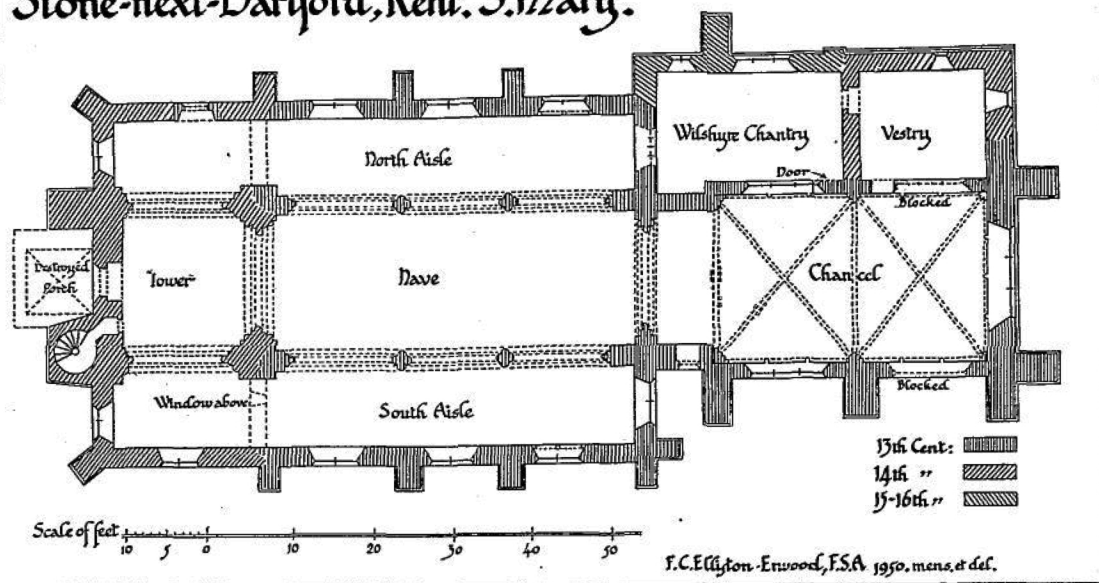 Stone-next-Dartford, Kent. S. Mary.
Wilshyre Chantry
Vestry
North Aisle
Door
Blocked
Destroyed
Porch
Tower
Nave
Chancel
Window above
South Aisle
Blocked
13th Cent:
14th "
15-16th "
Scale of feet
10 5 0 10 20 30 40 50
F.C. Elliston-Erwood, F.S.A. 1950. mens. et del.